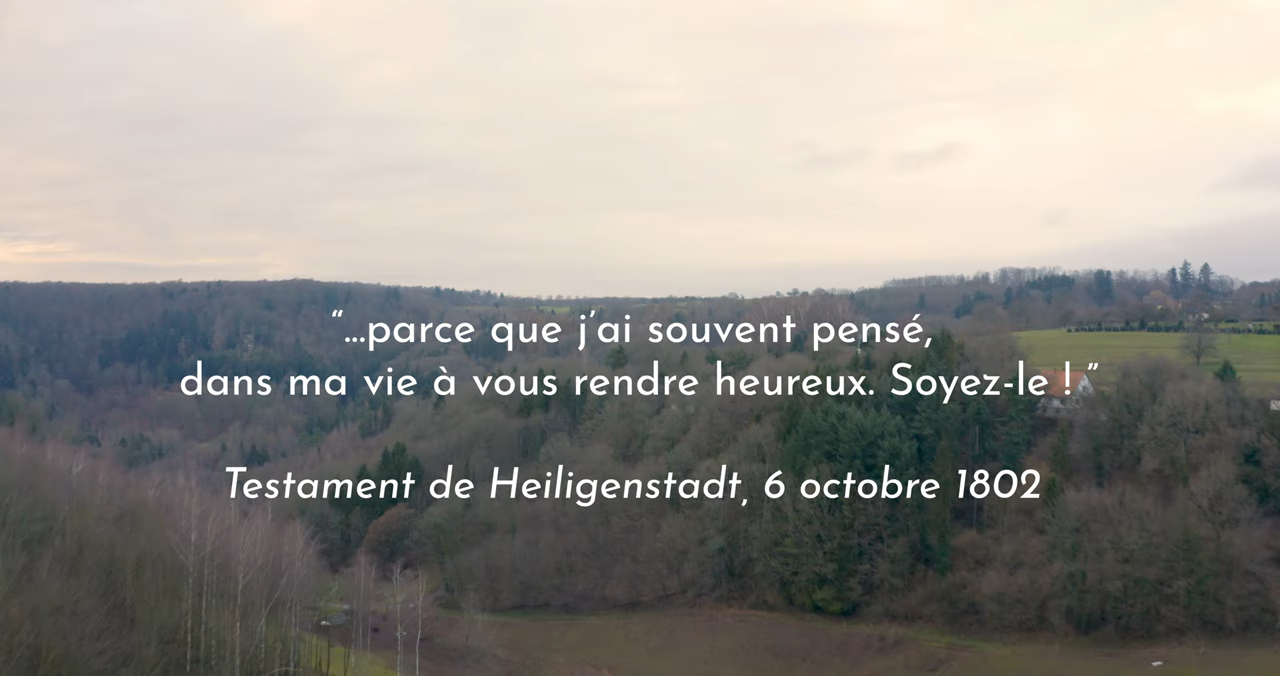 “...parce que j’ai souvent pensé,
dans ma vie à vous rendre heureux. Soyez-le ! ”
Testament de Heiligenstadt, 6 octobre 1802